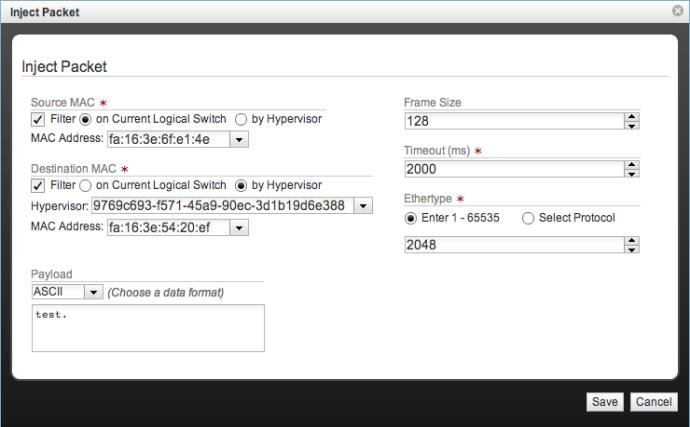 Inject Packet
Inject Packet
Source MAC *
Filter on Current Logical Switch by Hypervisor
MAC Address: fa:16:3e:6f:e1:4e
Destination MAC *
Filter on Current Logical Switch by Hypervisor
Hypervisor: 9769c693-f571-45a9-90ec-3d1b19d6e388
MAC Address: fa:16:3e:54:20:ef
Payload
ASCII (Choose a data format)
test.
Frame Size
128
Timeout (ms) *
2000
Ethertype *
Enter 1 - 65535 Select Protocol
2048
Save Cancel